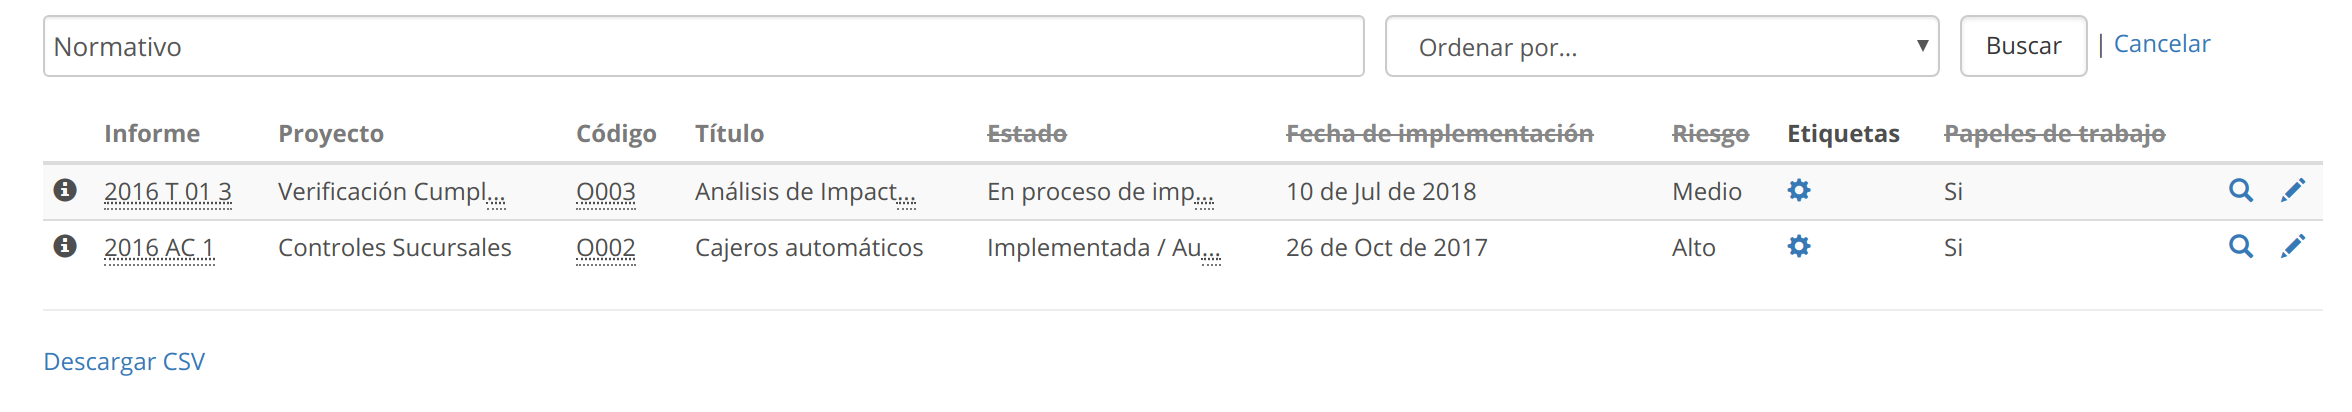 Normativo Ordenar por... Buscar | Cancelar
Informe Proyecto Código Título Estado Fecha de implementación Riesgo Etiquetas Papeles de trabajo
2016 T 01 3 Verificación Cumpl... O003 Análisis de Impact... En proceso de imp... 10 de Jul de 2018 Medio Si
2016 AC 1 Controles Sucursales O002 Cajeros automáticos Implementada / Au... 26 de Oct de 2017 Alto Si
Descargar CSV